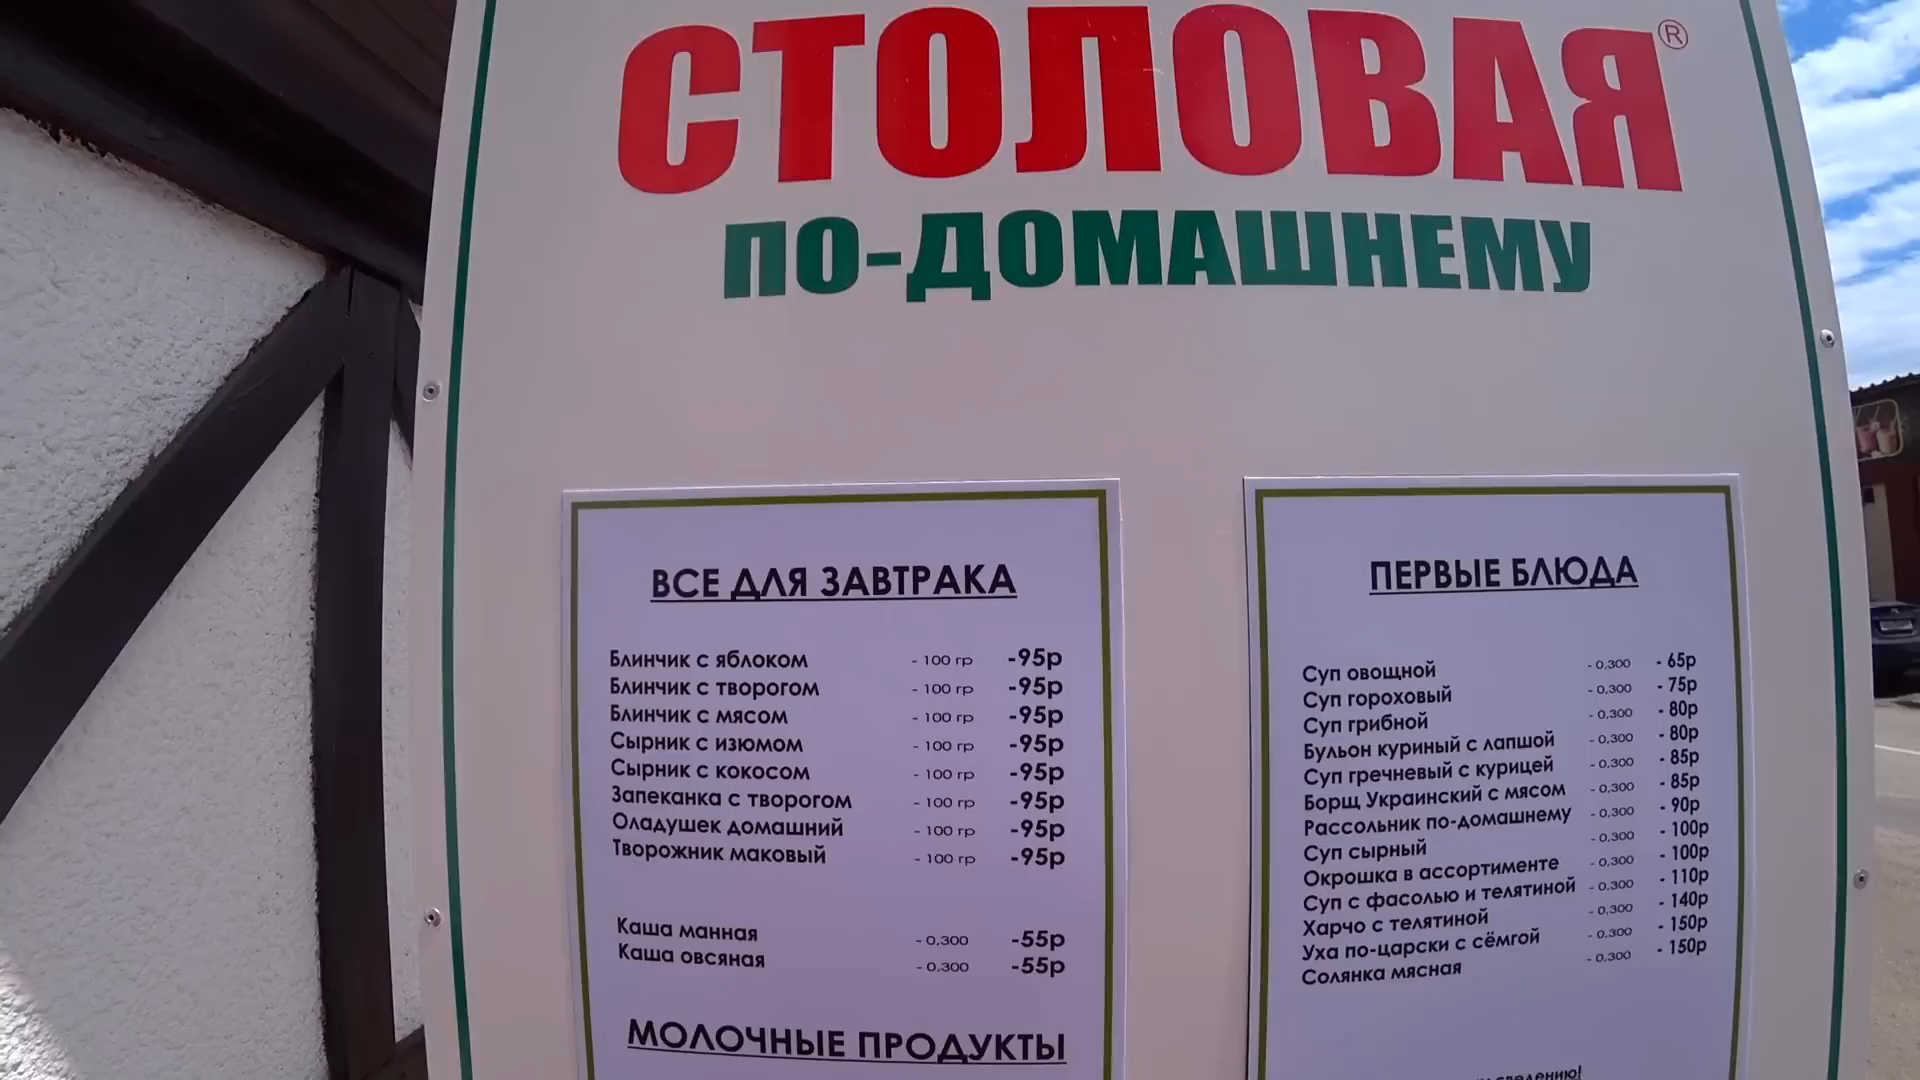 СТОЛОВАЯ®
ПО-ДОМАШНЕМУ
ВСЕ ДЛЯ ЗАВТРАКА
Блинчик с яблоком - 100 гр -95р
Блинчик с творогом - 100 гр -95р
Блинчик с мясом - 100 гр -95р
Сырник с изюмом - 100 гр -95р
Сырник с кокосом - 100 гр -95р
Запеканка с творогом - 100 гр -95р
Оладушек домашний - 100 гр -95р
Творожник маковый - 100 гр -95р
Каша манная - 0,300 -55р
Каша овсяная - 0,300 -55р
МОЛОЧНЫЕ ПРОДУКТЫ
ПЕРВЫЕ БЛЮДА
Суп овощной - 0,300 - 65р
Суп гороховый - 0,300 - 75р
Суп грибной - 0,300 - 80р
Бульон куриный с лапшой - 0,300 - 80р
Суп гречневый с курицей - 0,300 - 85р
Борщ Украинский с мясом - 0,300 - 85р
Рассольник по-домашнему - 0,300 - 90р
Суп сырный - 0,300 - 100р
Окрошка в ассортименте - 0,300 - 100р
Суп с фасолью и телятиной - 0,300 - 110р
Харчо с телятиной - 0,300 - 140р
Уха по-царски с сёмгой - 0,300 - 150р
Солянка мясная - 0,300 - 150р